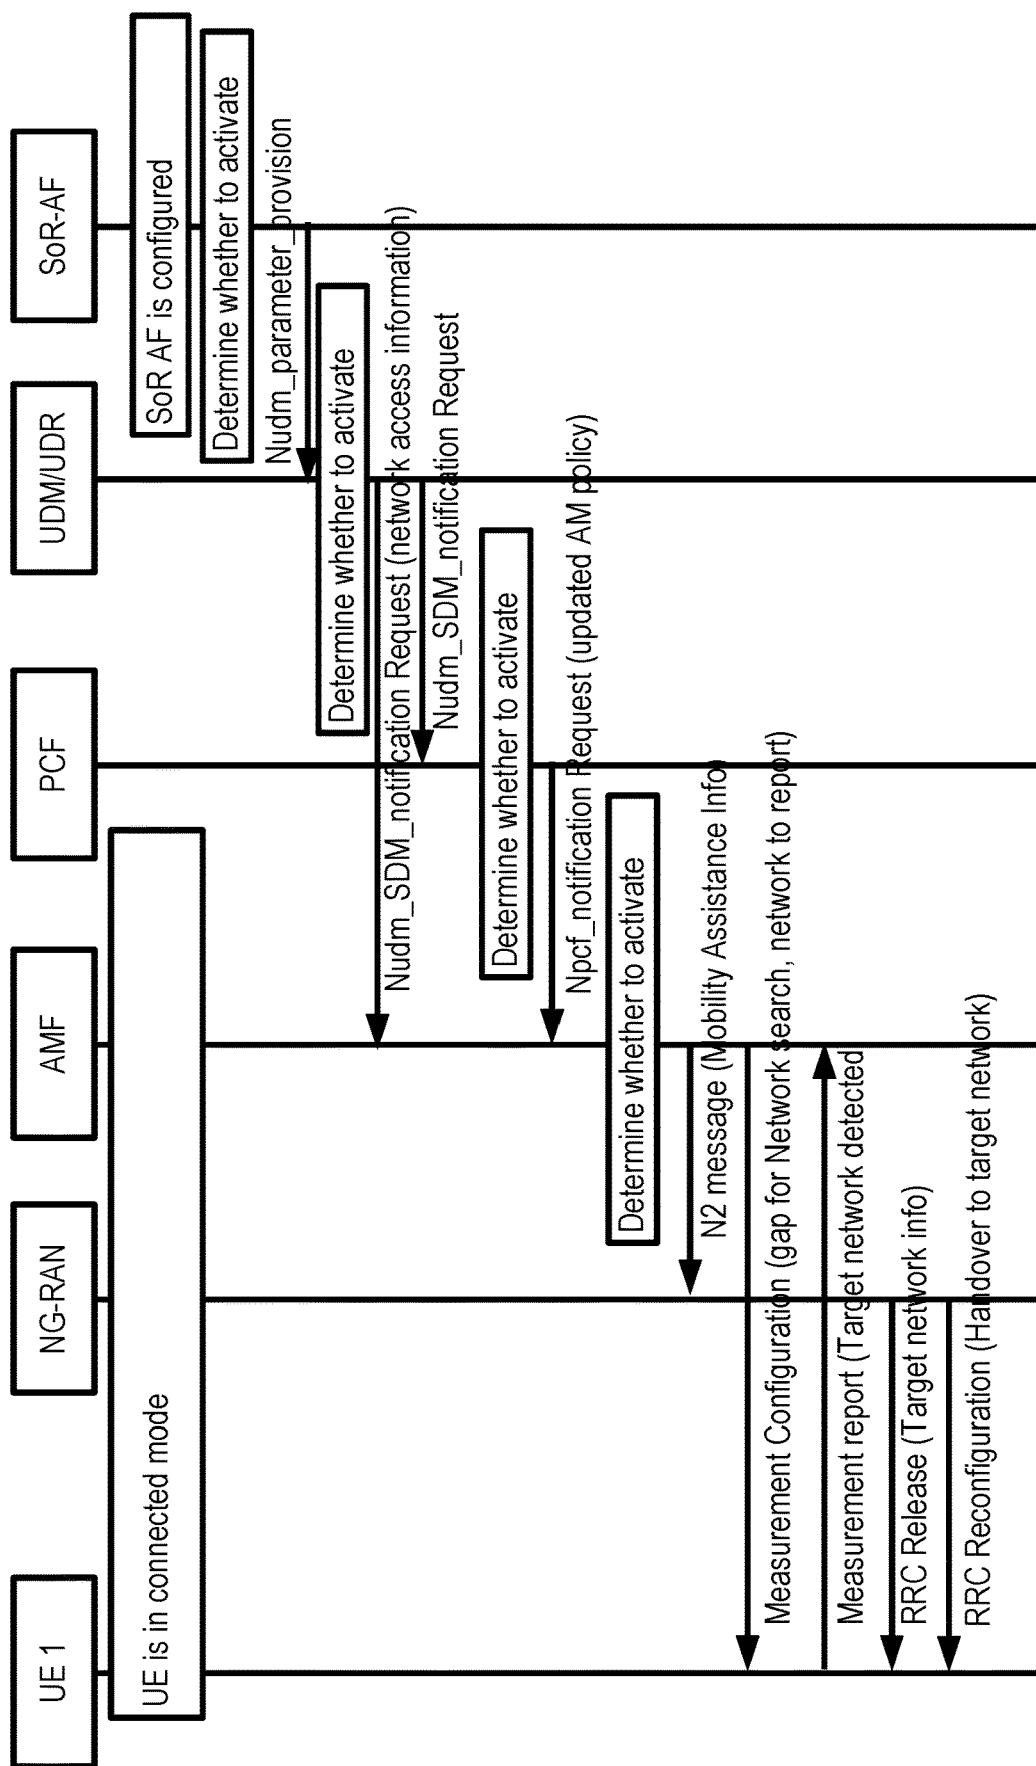 UE 1
NG-RAN
AMF
PCF
UDM/UDR
SoR-AF
UE is in connected mode
SoR AF is configured
Determine whether to activate
Nudm_parameter_provision
Determine whether to activate
Nudm_SDM_notification Request (network access information)
Nudm_SDM_notification Request
Determine whether to activate
Npcf_notification Request (updated AM policy)
Determine whether to activate
N2 message (Mobility Assistance Info)
Measurement Configuration (gap for Network search, network to report)
Measurement report (Target network detected
RRC Release (Target network info)
RRC Reconfiguration (Handover to target network)